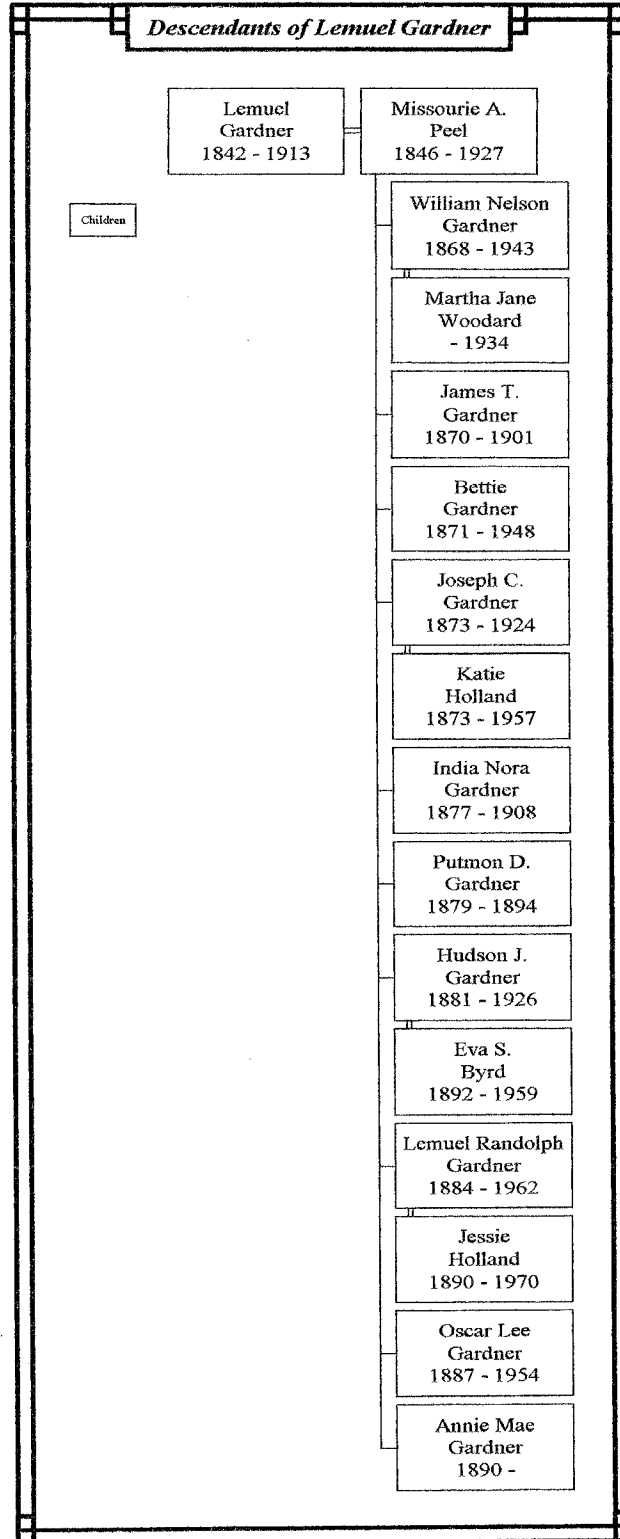 Descendants of Lemuel Gardner
Lemuel
Gardner
1842 - 1913
Missourie A.
Peel
1846 - 1927
Children
William Nelson
Gardner
1868 - 1943
Martha Jane
Woodard
- 1934
James T.
Gardner
1870 - 1901
Bettie
Gardner
1871 - 1948
Joseph C.
Gardner
1873 - 1924
Katie
Holland
1873 - 1957
India Nora
Gardner
1877 - 1908
Putmon D.
Gardner
1879 - 1894
Hudson J.
Gardner
1881 - 1926
Eva S.
Byrd
1892 - 1959
Lemuel Randolph
Gardner
1884 - 1962
Jessie
Holland
1890 - 1970
Oscar Lee
Gardner
1887 - 1954
Annie Mae
Gardner
1890 -